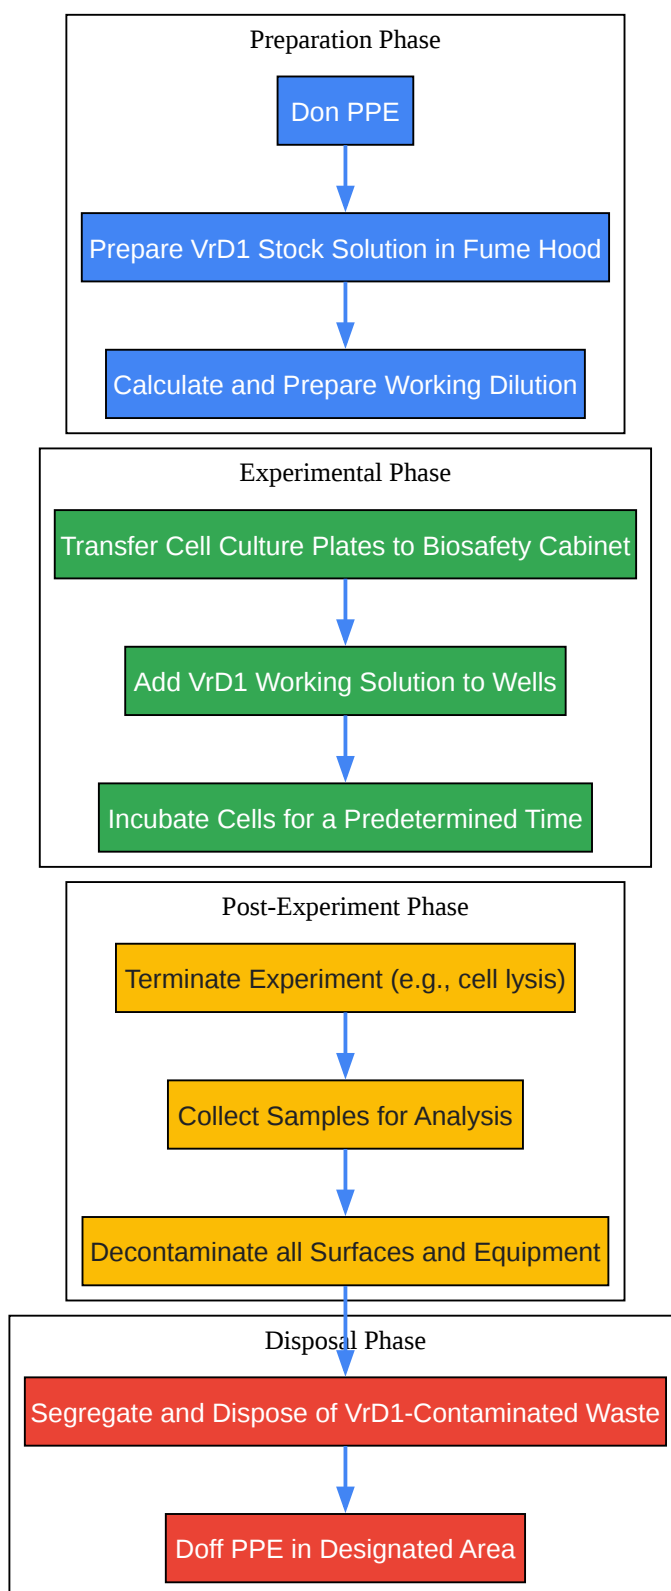 Preparation Phase
Don PPE
Prepare VrD1 Stock Solution in Fume Hood
Calculate and Prepare Working Dilution
Experimental Phase
Transfer Cell Culture Plates to Biosafety Cabinet
Add VrD1 Working Solution to Wells
Incubate Cells for a Predetermined Time
Post-Experiment Phase
Terminate Experiment (e.g., cell lysis)
Collect Samples for Analysis
Decontaminate all Surfaces and Equipment
Disposal Phase
Segregate and Dispose of VrD1-Contaminated Waste
Doff PPE in Designated Area